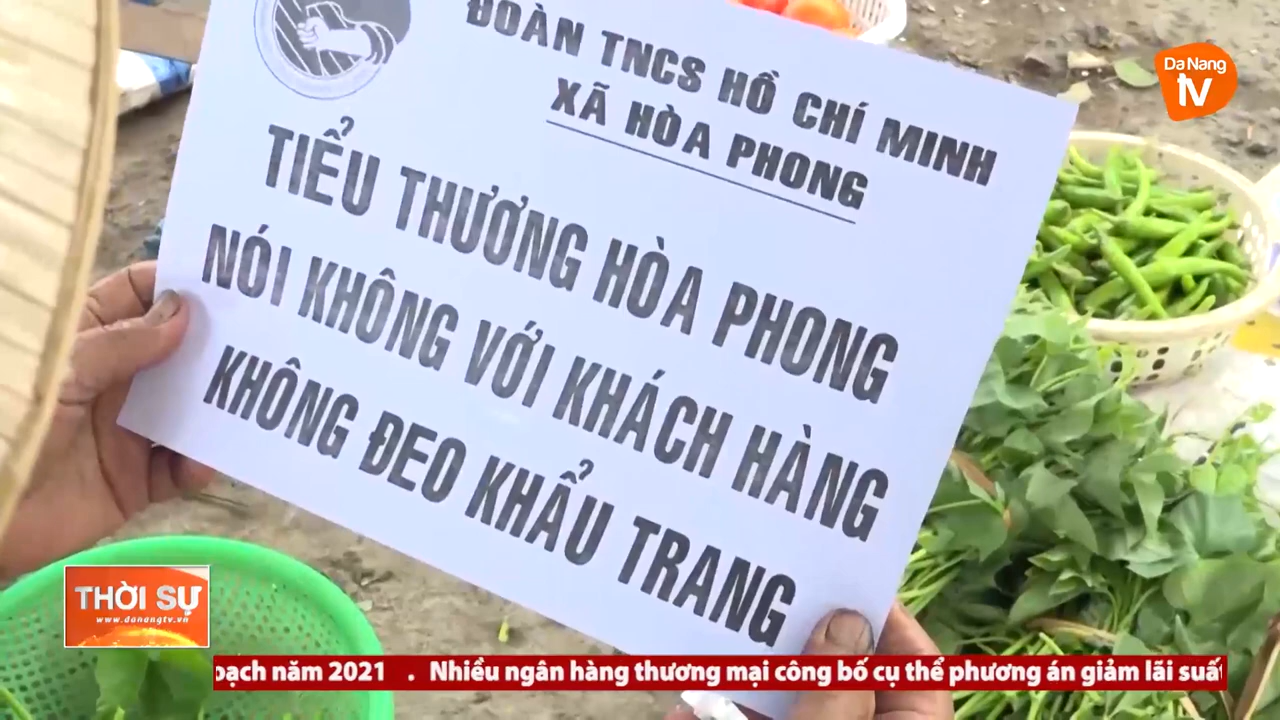 ĐOÀN TNCS HỒ CHÍ MINH
XÃ HÒA PHONG
TIỂU THƯƠNG HÒA PHONG
NÓI KHÔNG VỚI KHÁCH HÀNG
KHÔNG ĐEO KHẨU TRANG
Da Nang
tv
THỜI SỰ
www.danangtv.vn
năm 2021 . Nhiều ngân hàng thương mại công bố cụ thể phương án giảm lãi suất